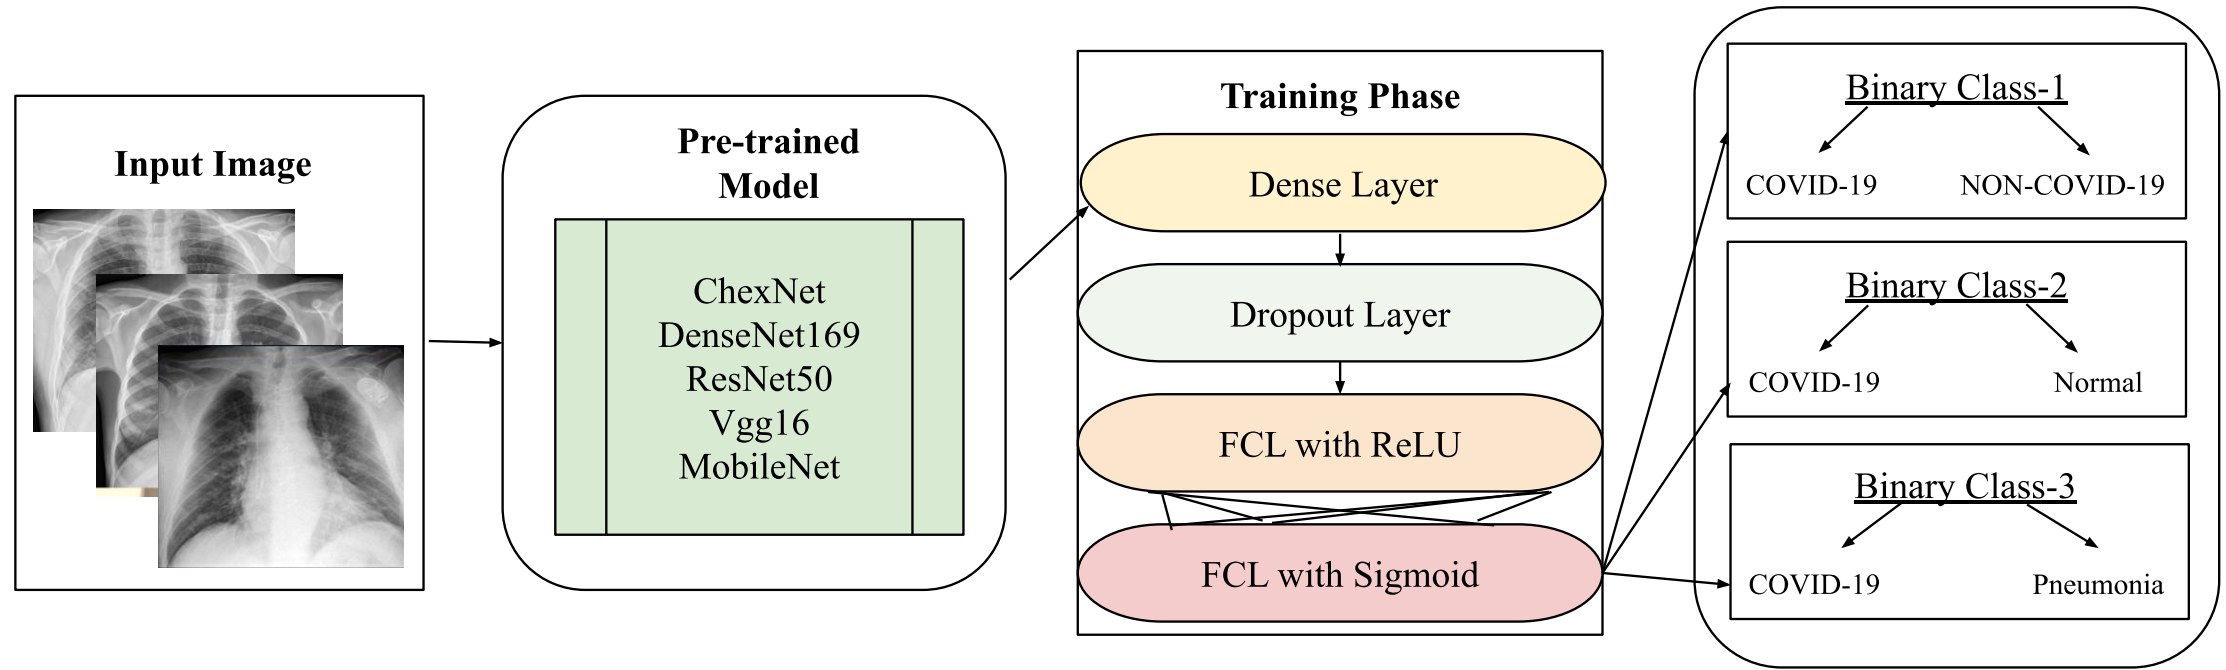 Input Image
Pre-trained
Model
ChexNet
DenseNet169
ResNet50
Vgg16
MobileNet
Training Phase
Dense Layer
Dropout Layer
FCL with ReLU
FCL with Sigmoid
Binary Class-1
COVID-19 NON-COVID-19
Binary Class-2
COVID-19 Normal
Binary Class-3
COVID-19 Pneumonia